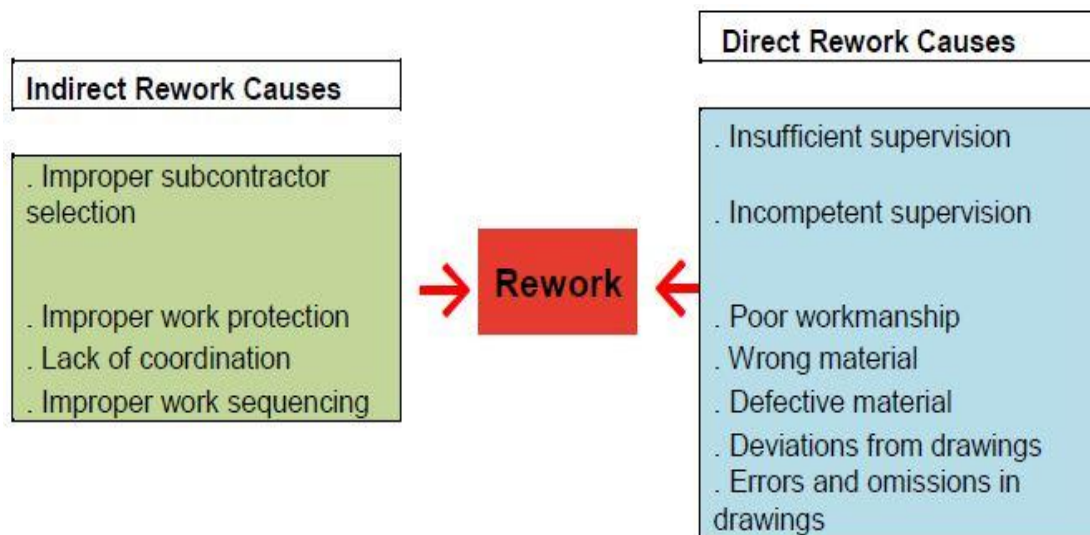 Indirect Rework Causes
. Improper subcontractor
selection
. Improper work protection
. Lack of coordination
. Improper work sequencing
Rework
Direct Rework Causes
. Insufficient supervision
. Incompetent supervision
. Poor workmanship
. Wrong material
. Defective material
. Deviations from drawings
. Errors and omissions in
drawings